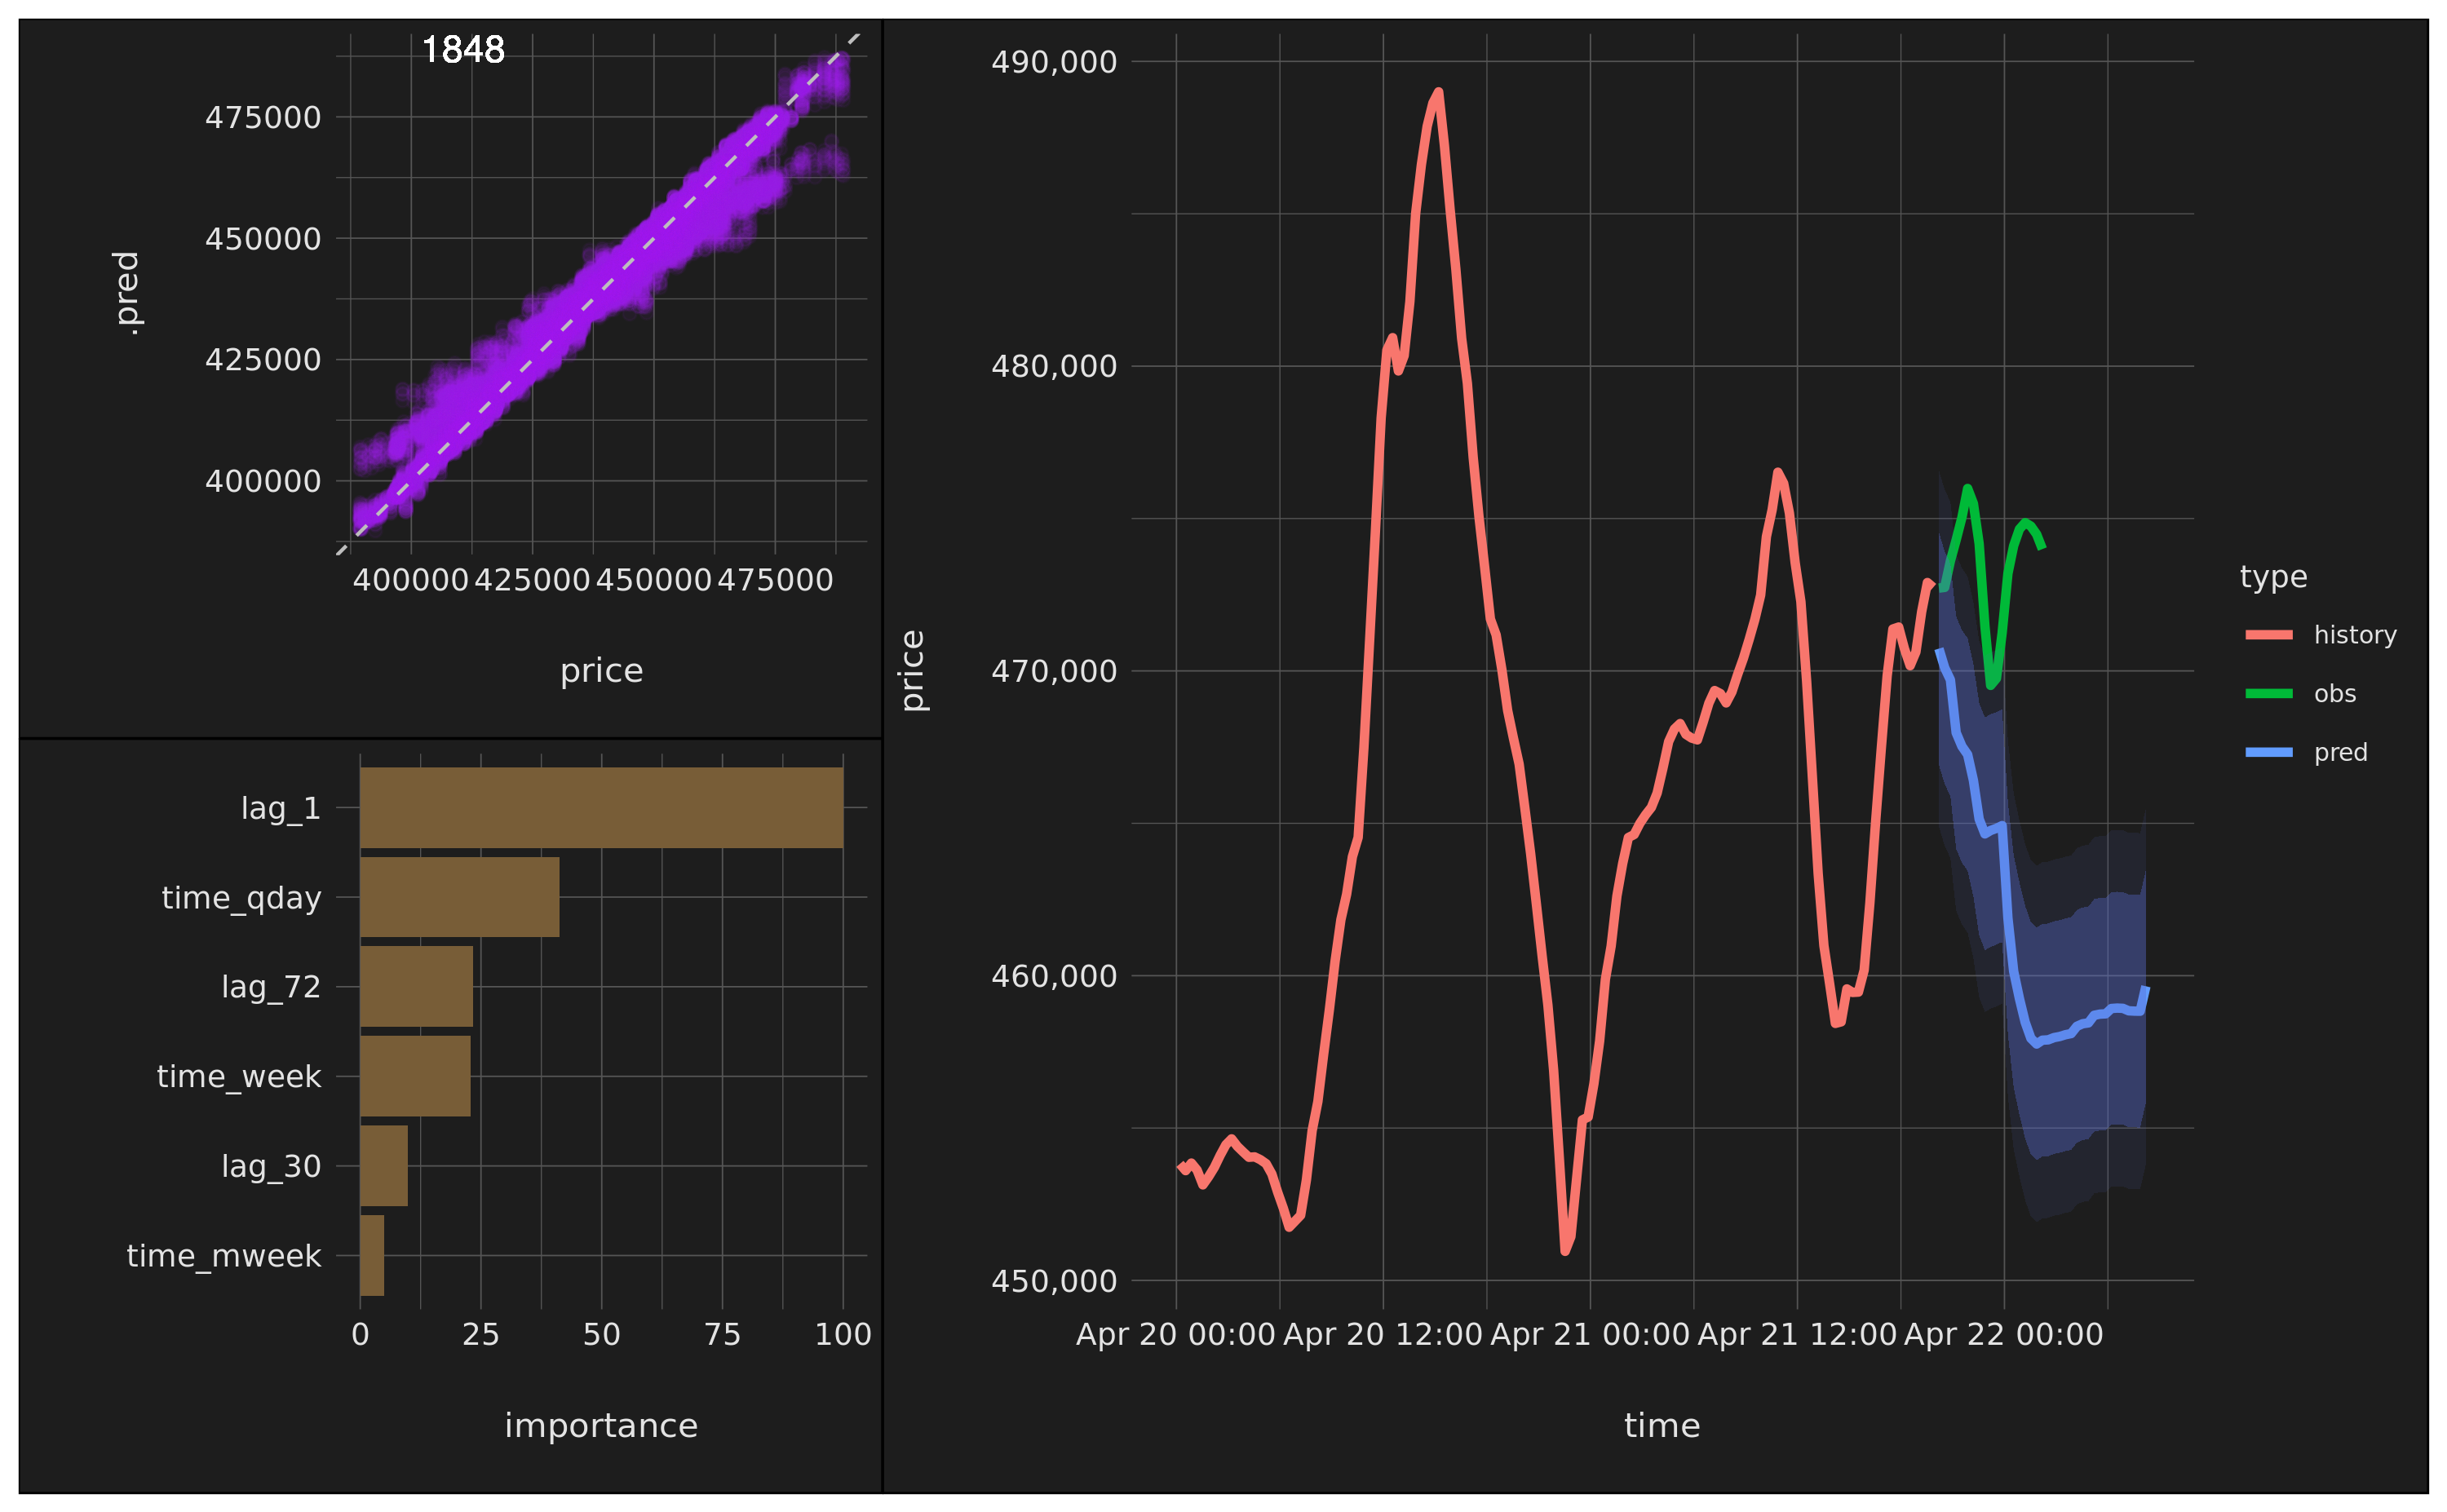 1848
475000
450000
425000
400000
.pred
400000 425000 450000 475000
price
lag_1
time_qday
lag_72
time_week
lag_30
time_mweek
0 25 50 75 100
importance
490,000
480,000
470,000
460,000
450,000
price
Apr 20 00:00 Apr 20 12:00 Apr 21 00:00 Apr 21 12:00 Apr 22 00:00
time
type
history
obs
pred